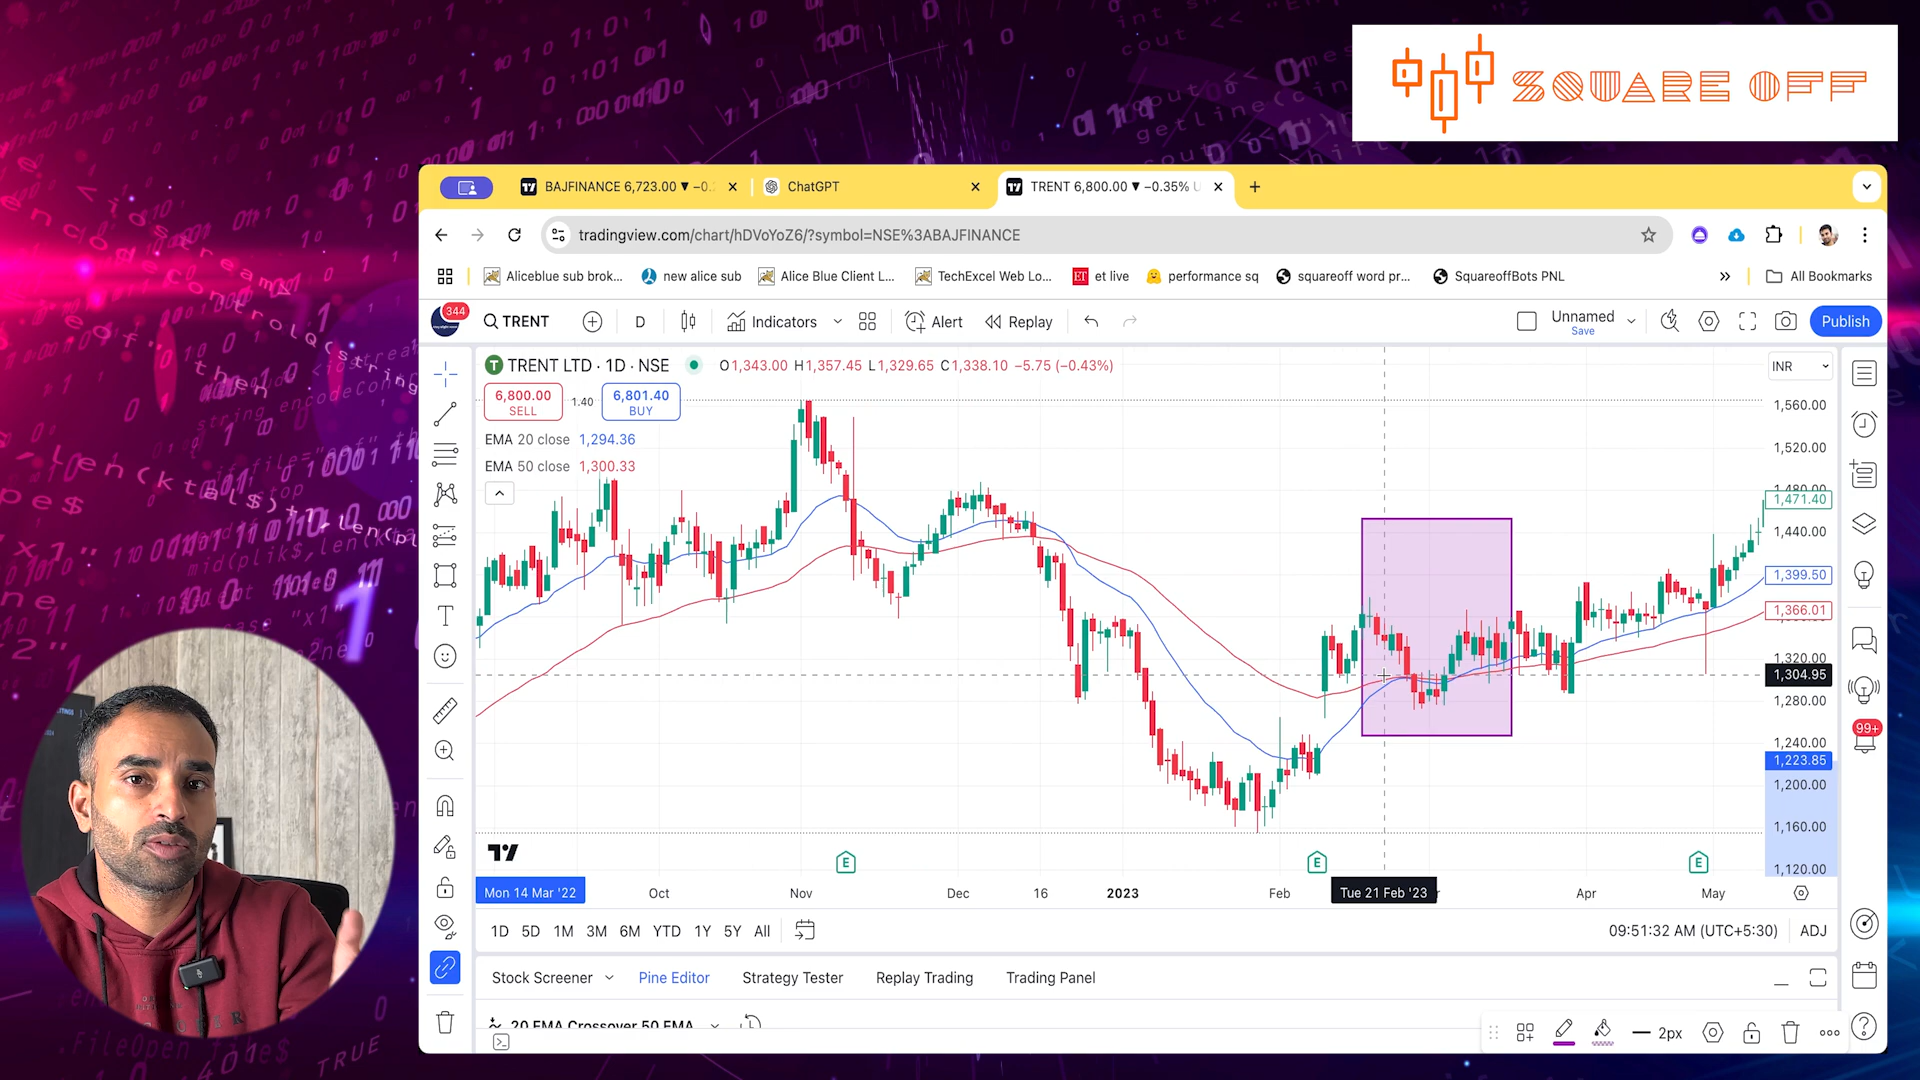 SQUARE OFF
BAJFINANCE 6,723.00 ▼ −0.
ChatGPT
TRENT 6,800.00 ▼ −0.35% U
tradingview.com/chart/hDVoYoZ6/?symbol=NSE%3ABAJFINANCE
Aliceblue sub brok...
new alice sub
Alice Blue Client L...
TechExcel Web Lo...
ET
et live
performance sq
squareoff word pr...
SquareoffBots PNL
»
All Bookmarks
344
TRENT
D
Indicators
Alert
Replay
Unnamed
Save
Publish
T TRENT LTD · 1D · NSE
O1,343.00 H1,357.45 L1,329.65 C1,338.10 −5.75 (−0.43%)
INR
6,800.00
SELL
1.40
6,801.40
BUY
EMA 20 close 1,294.36
EMA 50 close 1,300.33
1,560.00
1,520.00
1,480.00
1,471.40
1,440.00
1,399.50
1,366.01
1,320.00
1,304.95
1,280.00
1,240.00
1,223.85
1,200.00
1,160.00
1,120.00
99+
E
E
E
Mon 14 Mar '22
Oct
Nov
Dec
16
2023
Feb
Tue 21 Feb '23
Apr
May
1D 5D 1M 3M 6M YTD 1Y 5Y All
09:51:32 AM (UTC+5:30)
ADJ
Stock Screener
Pine Editor
Strategy Tester
Replay Trading
Trading Panel
20 EMA Crossover 50 EMA
2px